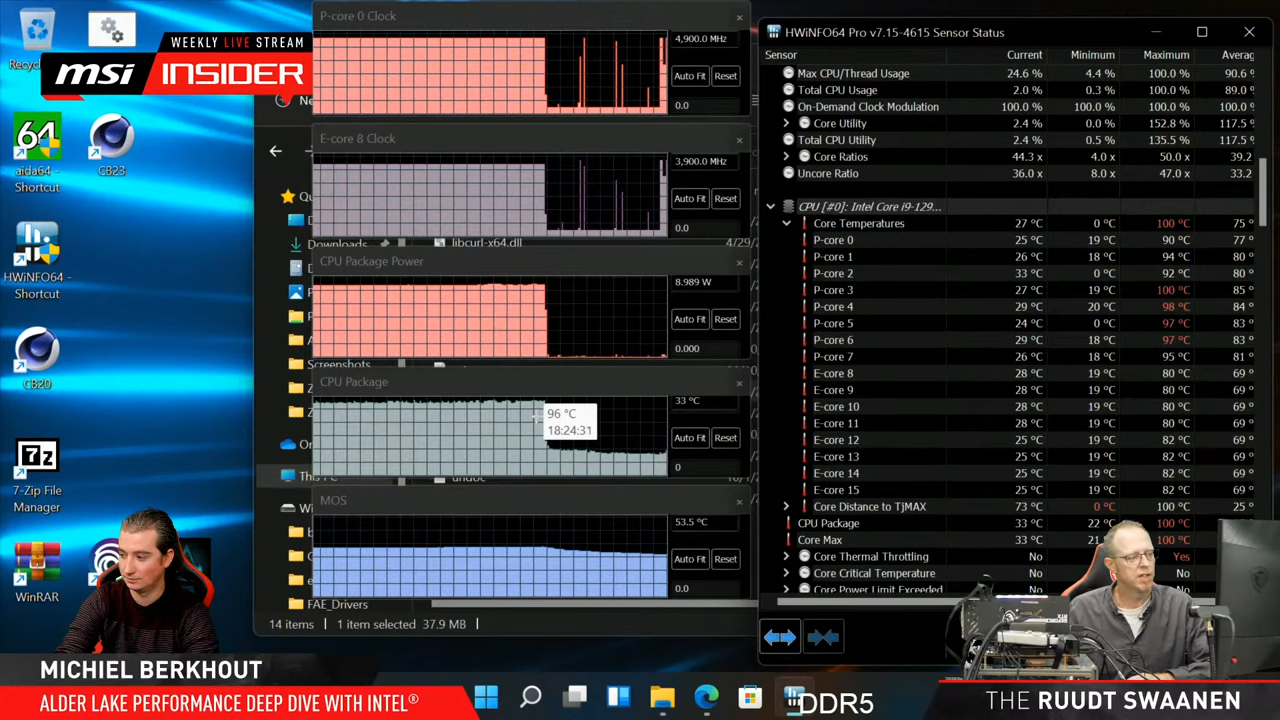 WEEKLY LIVE STREAM
msi INSIDER
aida64 -
Shortcut
CB23
HWiNFO64 -
Shortcut
CB20
7-Zip File
Manager
WinRAR
P-core 0 Clock
4,900.0 MHz
Auto Fit Reset
0.0
E-core 8 Clock
3,900.0 MHz
Auto Fit Reset
0.0
Downloads
libcurl-x64.dll
4/29/
CPU Package Power
8.989 W
Auto Fit Reset
0.000
Screenshots
CPU Package
33 °C
96 °C
18:24:31
Auto Fit Reset
0
MOS
53.5 °C
Auto Fit Reset
0.0
FAE_Drivers
14 items 1 item selected 37.9 MB
HWiNFO64 Pro v7.15-4615 Sensor Status
Sensor Current Minimum Maximum Averag
Max CPU/Thread Usage 24.6 % 4.4 % 100.0 % 90.6 %
Total CPU Usage 2.0 % 0.3 % 100.0 % 89.0 %
On-Demand Clock Modulation 100.0 % 100.0 % 100.0 % 100.0 %
Core Utility 2.4 % 0.0 % 152.8 % 117.5 %
Total CPU Utility 2.4 % 0.5 % 135.5 % 117.5 %
Core Ratios 44.3 x 4.0 x 50.0 x 39.2
Uncore Ratio 36.0 x 8.0 x 47.0 x 33.2
CPU [#0]: Intel Core i9-129...
Core Temperatures 27 °C 0 °C 100 °C 75 °
P-core 0 25 °C 19 °C 90 °C 77 °
P-core 1 26 °C 18 °C 94 °C 80 °
P-core 2 33 °C 0 °C 92 °C 80 °
P-core 3 27 °C 19 °C 100 °C 85 °
P-core 4 29 °C 20 °C 98 °C 84 °
P-core 5 24 °C 0 °C 97 °C 83 °
P-core 6 29 °C 18 °C 97 °C 83 °
P-core 7 26 °C 18 °C 95 °C 81 °
E-core 8 28 °C 19 °C 80 °C 69 °
E-core 9 28 °C 19 °C 80 °C 69 °
E-core 10 28 °C 19 °C 80 °C 69 °
E-core 11 28 °C 19 °C 80 °C 69 °
E-core 12 28 °C 19 °C 82 °C 69 °
E-core 13 28 °C 19 °C 82 °C 69 °
E-core 14 28 °C 19 °C 82 °C 69 °
E-core 15 28 °C 19 °C 82 °C 69 °
Core Distance to TjMAX 73 °C 0 °C 100 °C 25 °
CPU Package 33 °C 22 °C 100 °C
Core Max 33 °C 100 °C
Core Thermal Throttling No Yes
Core Critical Temperature No No
Core Power Limit Exceeded No
MICHIEL BERKHOUT
ALDER LAKE PERFORMANCE DEEP DIVE WITH INTEL®
DDR5
THE RUUDT SWAANEN